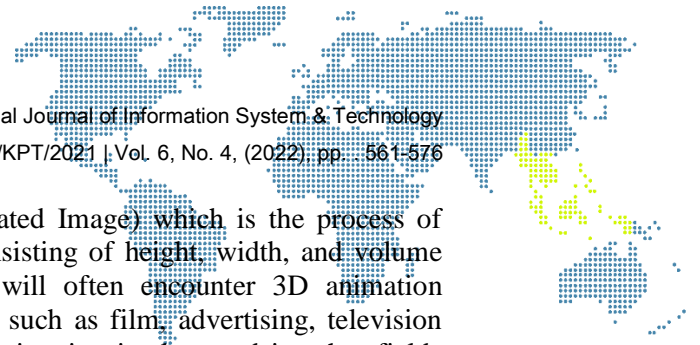 al Journal of Information System & Technology
/KPT/2021 | Vol. 6, No. 4, (2022), pp. . 561-576
ated Image) which is the process of
sisting of height, width, and volume
will often encounter 3D animation
such as film, advertising, television